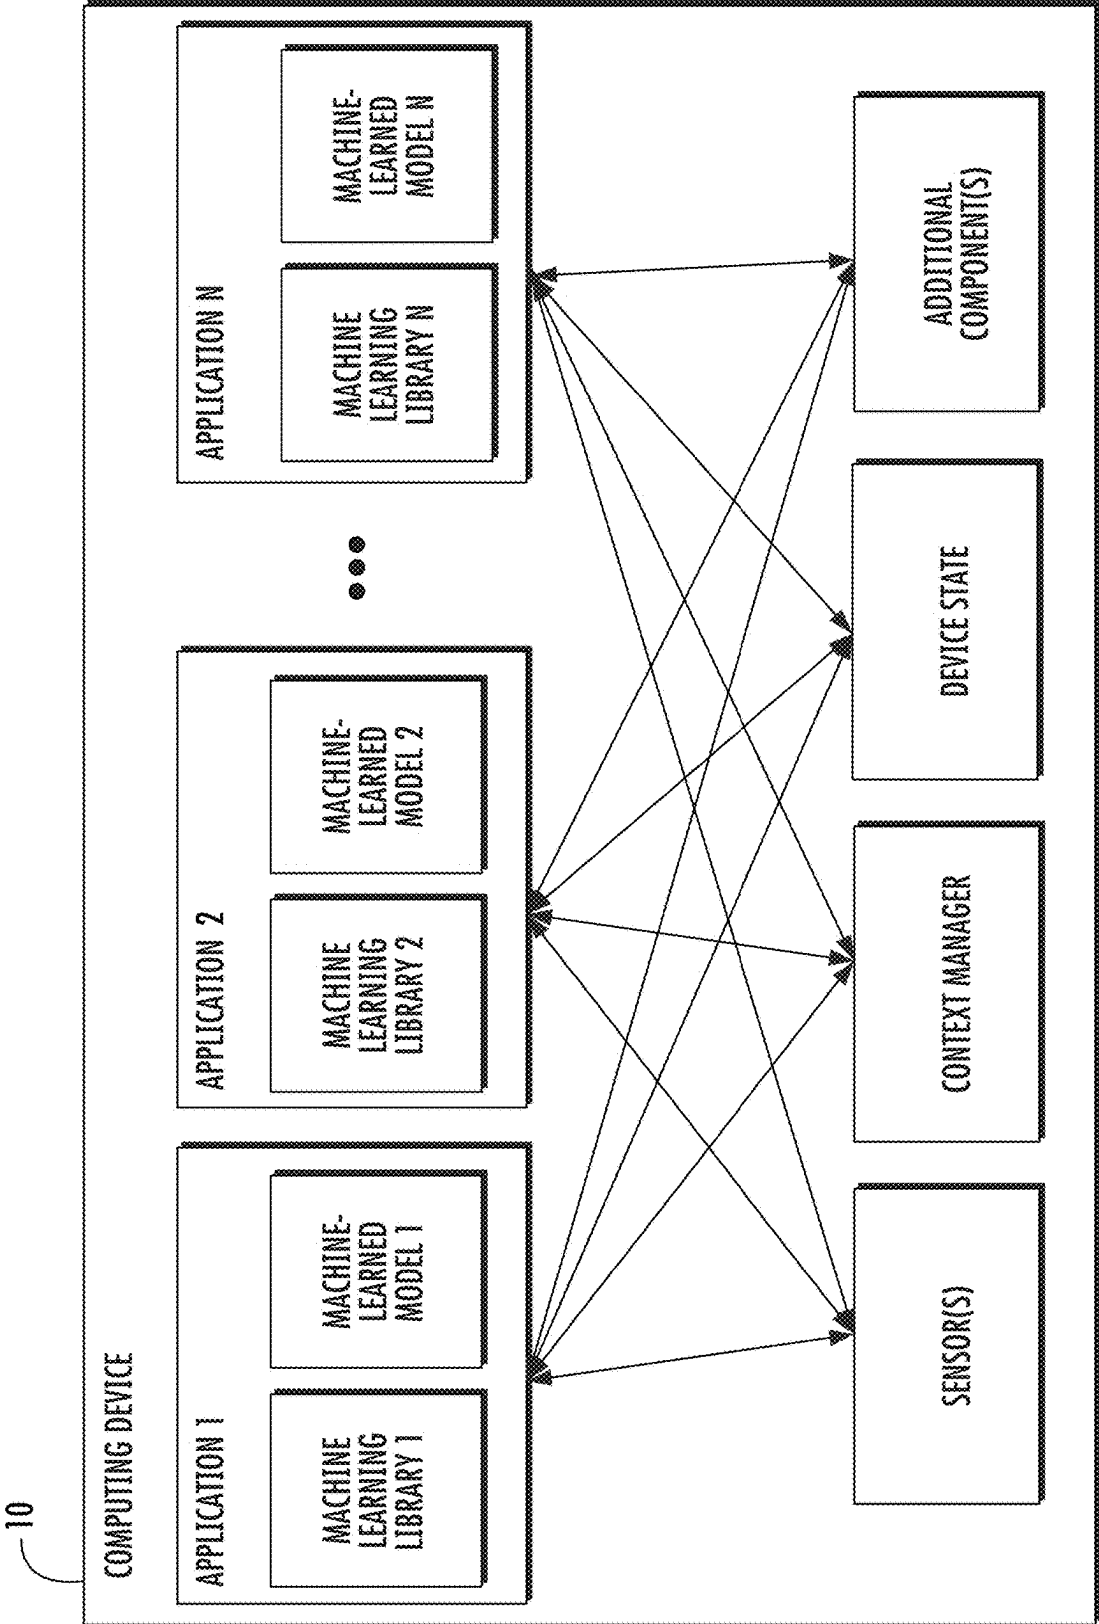 10
COMPUTING DEVICE
APPLICATION 1
MACHINE
LEARNING
LIBRARY 1
MACHINE-
LEARNED
MODEL 1
APPLICATION 2
MACHINE
LEARNING
LIBRARY 2
MACHINE-
LEARNED
MODEL 2
APPLICATION N
MACHINE
LEARNING
LIBRARY N
MACHINE-
LEARNED
MODEL N
SENSOR(S)
CONTEXT MANAGER
DEVICE STATE
ADDITIONAL
COMPONENT(S)